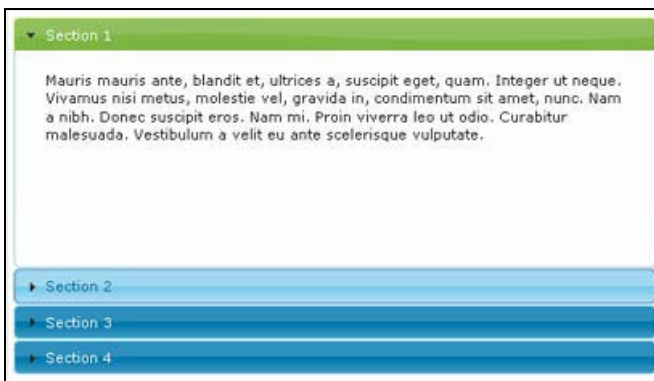 Section 1
Mauris mauris ante, blandit et, ultrices a, suscipit eget, quam. Integer ut neque.
Vivamus nisi metus, molestie vel, gravida in, condimentum sit amet, nunc. Nam
a nibh. Donec suscipit eros. Nam mi. Proin viverra leo ut odio. Curabitur
malesuada. Vestibulum a velit eu ante scelerisque vulputate.
Section 2
Section 3
Section 4